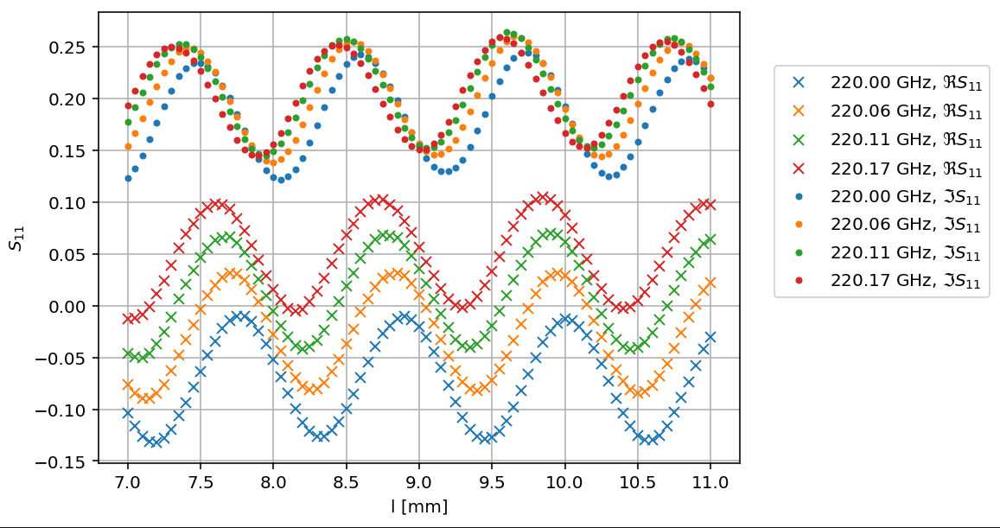 0.25
0.20
0.15
0.10
0.05
0.00
−0.05
−0.10
−0.15
S₁₁
7.0 7.5 8.0 8.5 9.0 9.5 10.0 10.5 11.0
l [mm]
220.00 GHz, ℜS₁₁
220.06 GHz, ℜS₁₁
220.11 GHz, ℜS₁₁
220.17 GHz, ℜS₁₁
220.00 GHz, ℑS₁₁
220.06 GHz, ℑS₁₁
220.11 GHz, ℑS₁₁
220.17 GHz, ℑS₁₁